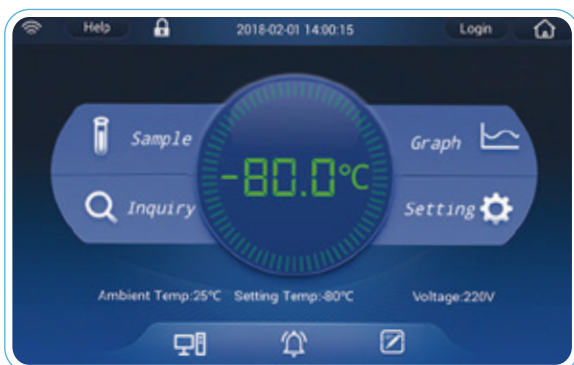 Help 2018-02-01 14:00:15 Login
Sample
Graph
-80.0°C
Inquiry
Setting
Ambient Temp:25°C Setting Temp:-80°C Voltage:220V